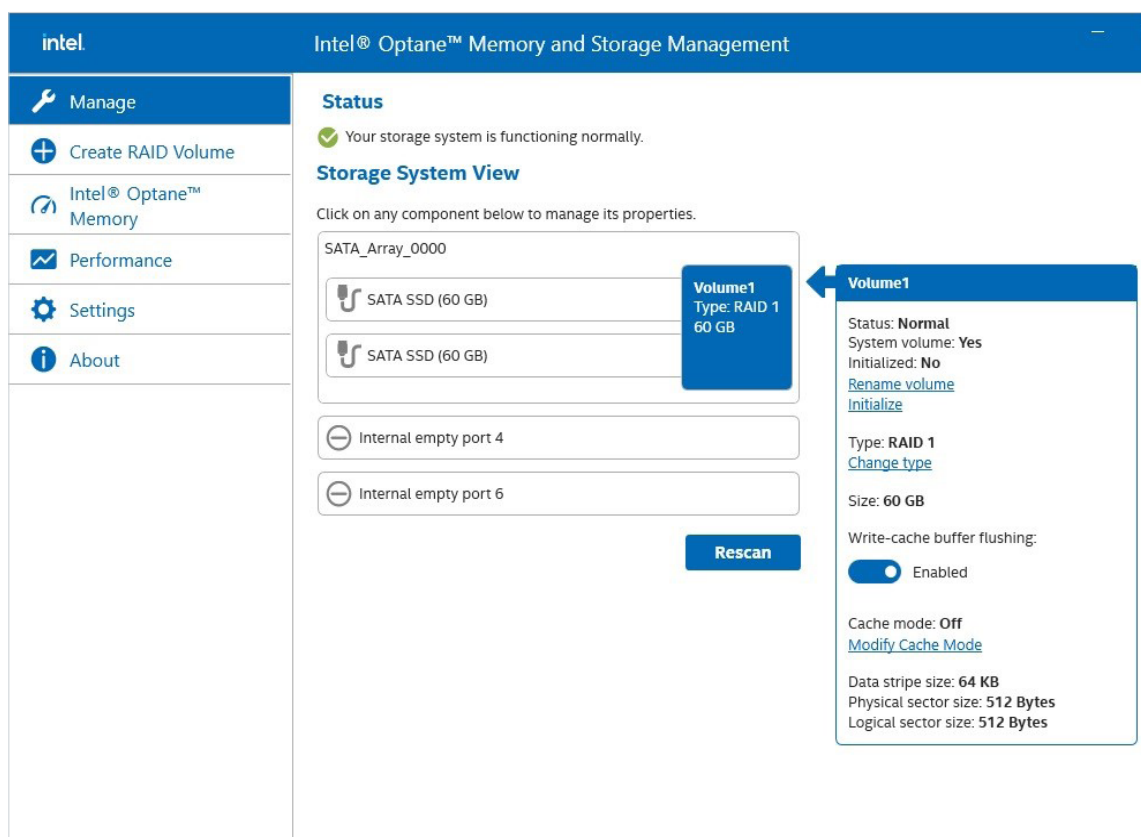 intel.
Intel® Optane™ Memory and Storage Management
Manage
Create RAID Volume
Intel® Optane™
Memory
Performance
Settings
About
Status
Your storage system is functioning normally.
Storage System View
Click on any component below to manage its properties.
SATA_Array_0000
SATA SSD (60 GB)
SATA SSD (60 GB)
Volume1
Type: RAID 1
60 GB
Internal empty port 4
Internal empty port 6
Rescan
Volume1
Status: Normal
System volume: Yes
Initialized: No
Rename volume
Initialize
Type: RAID 1
Change type
Size: 60 GB
Write-cache buffer flushing:
Enabled
Cache mode: Off
Modify Cache Mode
Data stripe size: 64 KB
Physical sector size: 512 Bytes
Logical sector size: 512 Bytes